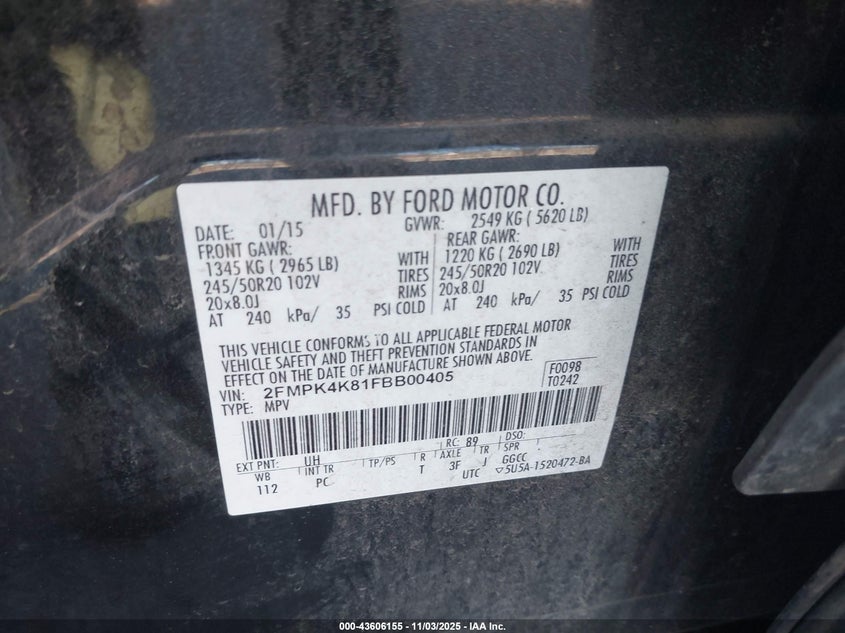 MFD. BY FORD MOTOR CO.
DATE: 01/15 GVWR: 2549 KG ( 5620 LB)
FRONT GAWR: REAR GAWR:
1345 KG ( 2965 LB) WITH 1220 KG ( 2690 LB) WITH
245/50R20 102V TIRES 245/50R20 102V TIRES
20x8.0J RIMS 20x8.0J RIMS
AT 240 kPa/ 35 PSI COLD AT 240 kPa/ 35 PSI COLD
THIS VEHICLE CONFORMS TO ALL APPLICABLE FEDERAL MOTOR
VEHICLE SAFETY AND THEFT PREVENTION STANDARDS IN
EFFECT ON THE DATE OF MANUFACTURE SHOWN ABOVE.
VIN: 2FMPK4K81FBB00405 F0098
TYPE: MPV T0242
EXT PNT: UH RC: 89 DSO:
WB INT TR TP/PS R AXLE TR SPR
112 PC T 3F J GGCC
UTC ▽5U5A-1520472-BA
000-43606155 - 11/03/2025 - IAA Inc.